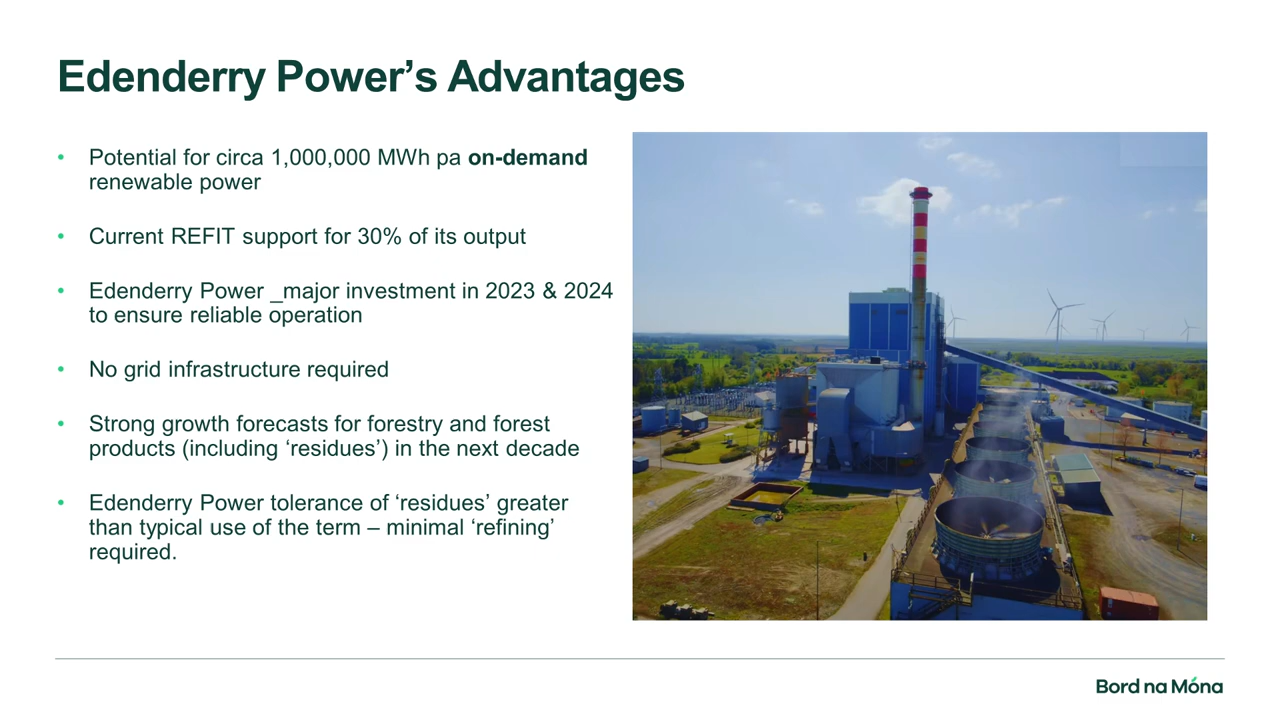 Edenderry Power’s Advantages
• Potential for circa 1,000,000 MWh pa on-demand
renewable power
• Current REFIT support for 30% of its output
• Edenderry Power _major investment in 2023 & 2024
to ensure reliable operation
• No grid infrastructure required
• Strong growth forecasts for forestry and forest
products (including ‘residues’) in the next decade
• Edenderry Power tolerance of ‘residues’ greater
than typical use of the term – minimal ‘refining’
required.
Bord na Móna